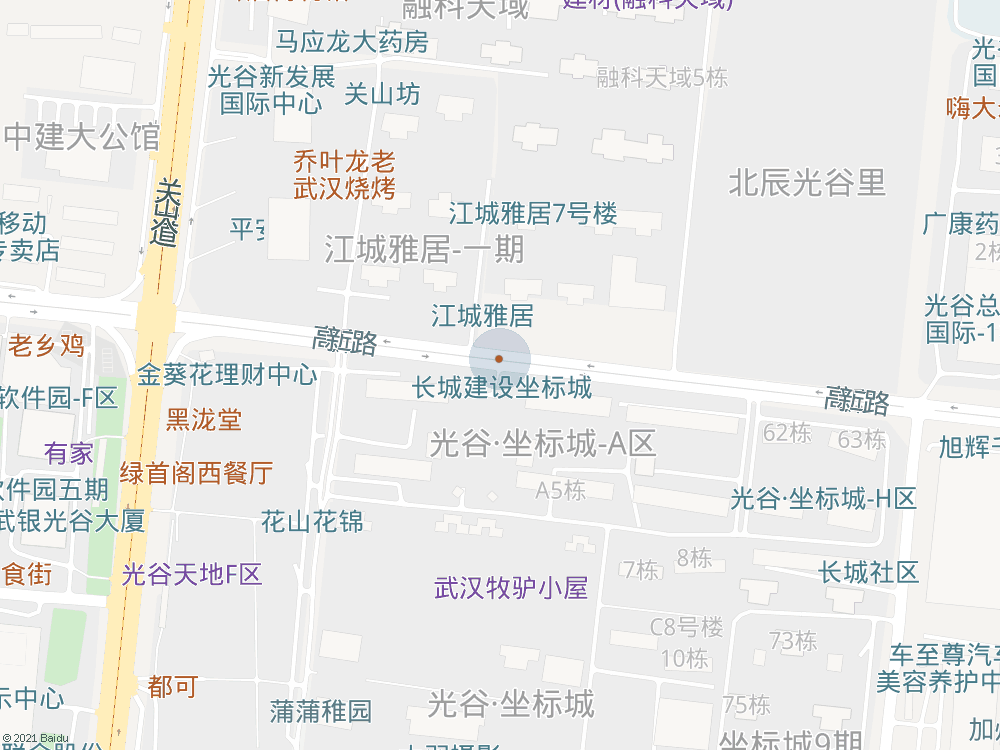 融科天域
建材(融科天域)
马应龙大药房
光谷新发展
国际中心
关山坊
融科天域5栋
光谷
国
嗨大
中建大公馆
乔叶龙老
武汉烧烤
北辰光谷里
关山大道
移动
专卖店
平安
江城雅居7号楼
江城雅居-一期
广康药
2栋
江城雅居
光谷总
国际-1
高新路
老乡鸡
金葵花理财中心
长城建设坐标城
高新路
软件园-F区
黑泷堂
光谷·坐标城-A区
62栋
63栋
旭辉千
有家
绿首阁西餐厅
软件园五期
A5栋
光谷·坐标城-H区
武银光谷大厦
花山花锦
食街
光谷天地F区
7栋
8栋
长城社区
武汉牧驴小屋
C8号楼
10栋
73栋
车至尊汽车
美容养护中
都可
示中心
蒲蒲稚园
光谷·坐标城
75栋
坐标城9期
加州
© 2021 Baidu